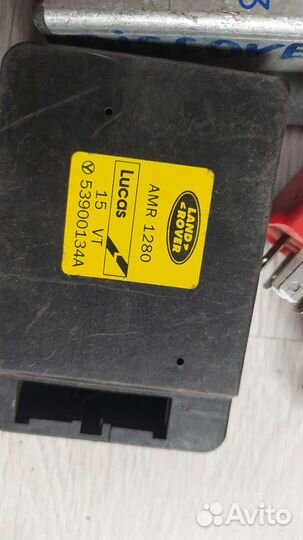 LAND
ROVER
AMR 1280
Lucas
15 VT
53900134A
Avito